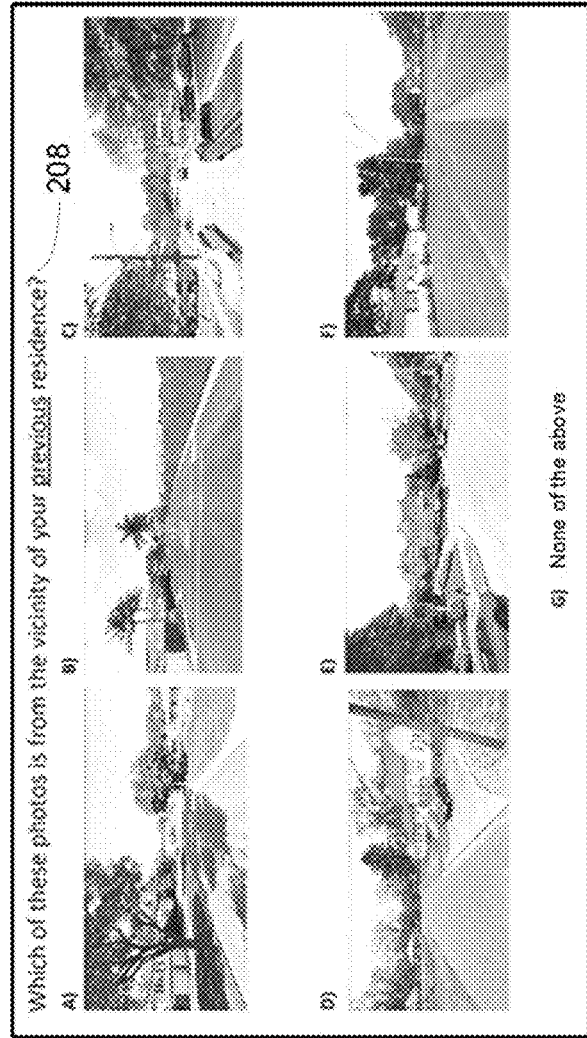 Which of these photos is from the vicinity of your previous residence?
208
A)
B)
C)
D)
E)
F)
G) None of the above